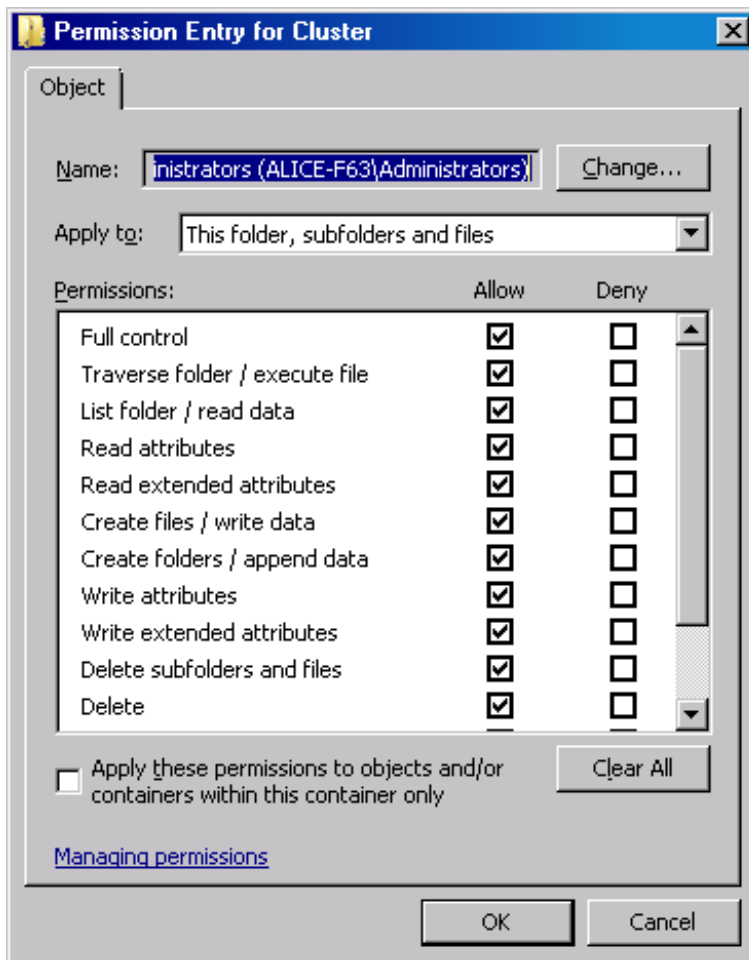 Permission Entry for Cluster
Object
Name: inistrators (ALICE-F63\Administrators) Change...
Apply to: This folder, subfolders and files
Permissions: Allow Deny
Full control
Traverse folder / execute file
List folder / read data
Read attributes
Read extended attributes
Create files / write data
Create folders / append data
Write attributes
Write extended attributes
Delete subfolders and files
Delete
Apply these permissions to objects and/or Clear All
containers within this container only
Managing permissions
OK Cancel